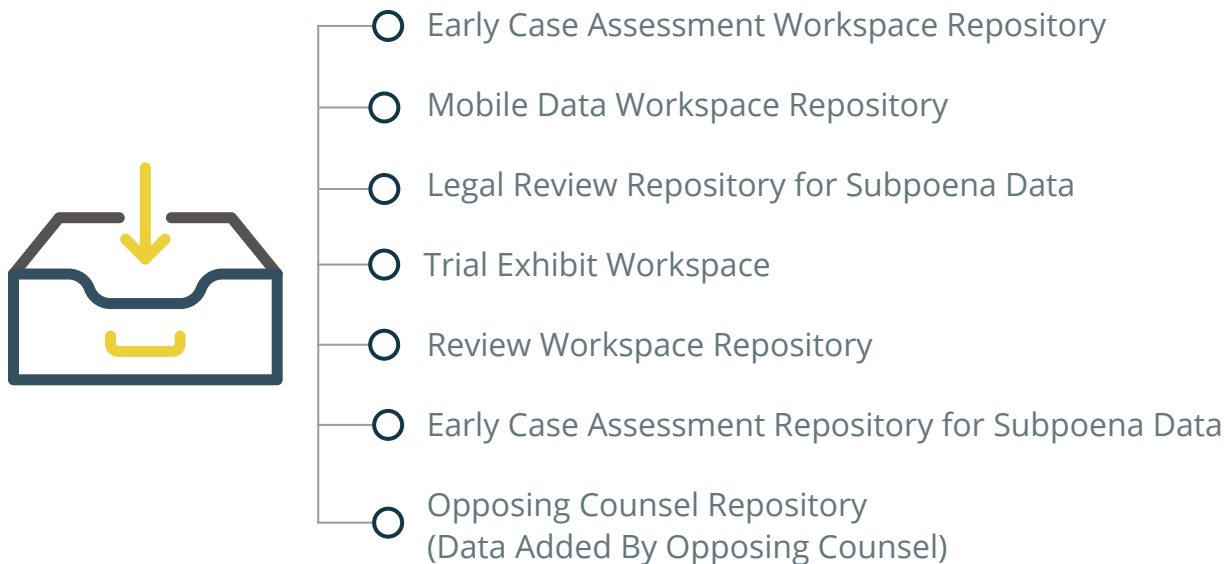 Early Case Assessment Workspace Repository
Mobile Data Workspace Repository
Legal Review Repository for Subpoena Data
Trial Exhibit Workspace
Review Workspace Repository
Early Case Assessment Repository for Subpoena Data
Opposing Counsel Repository
(Data Added By Opposing Counsel)